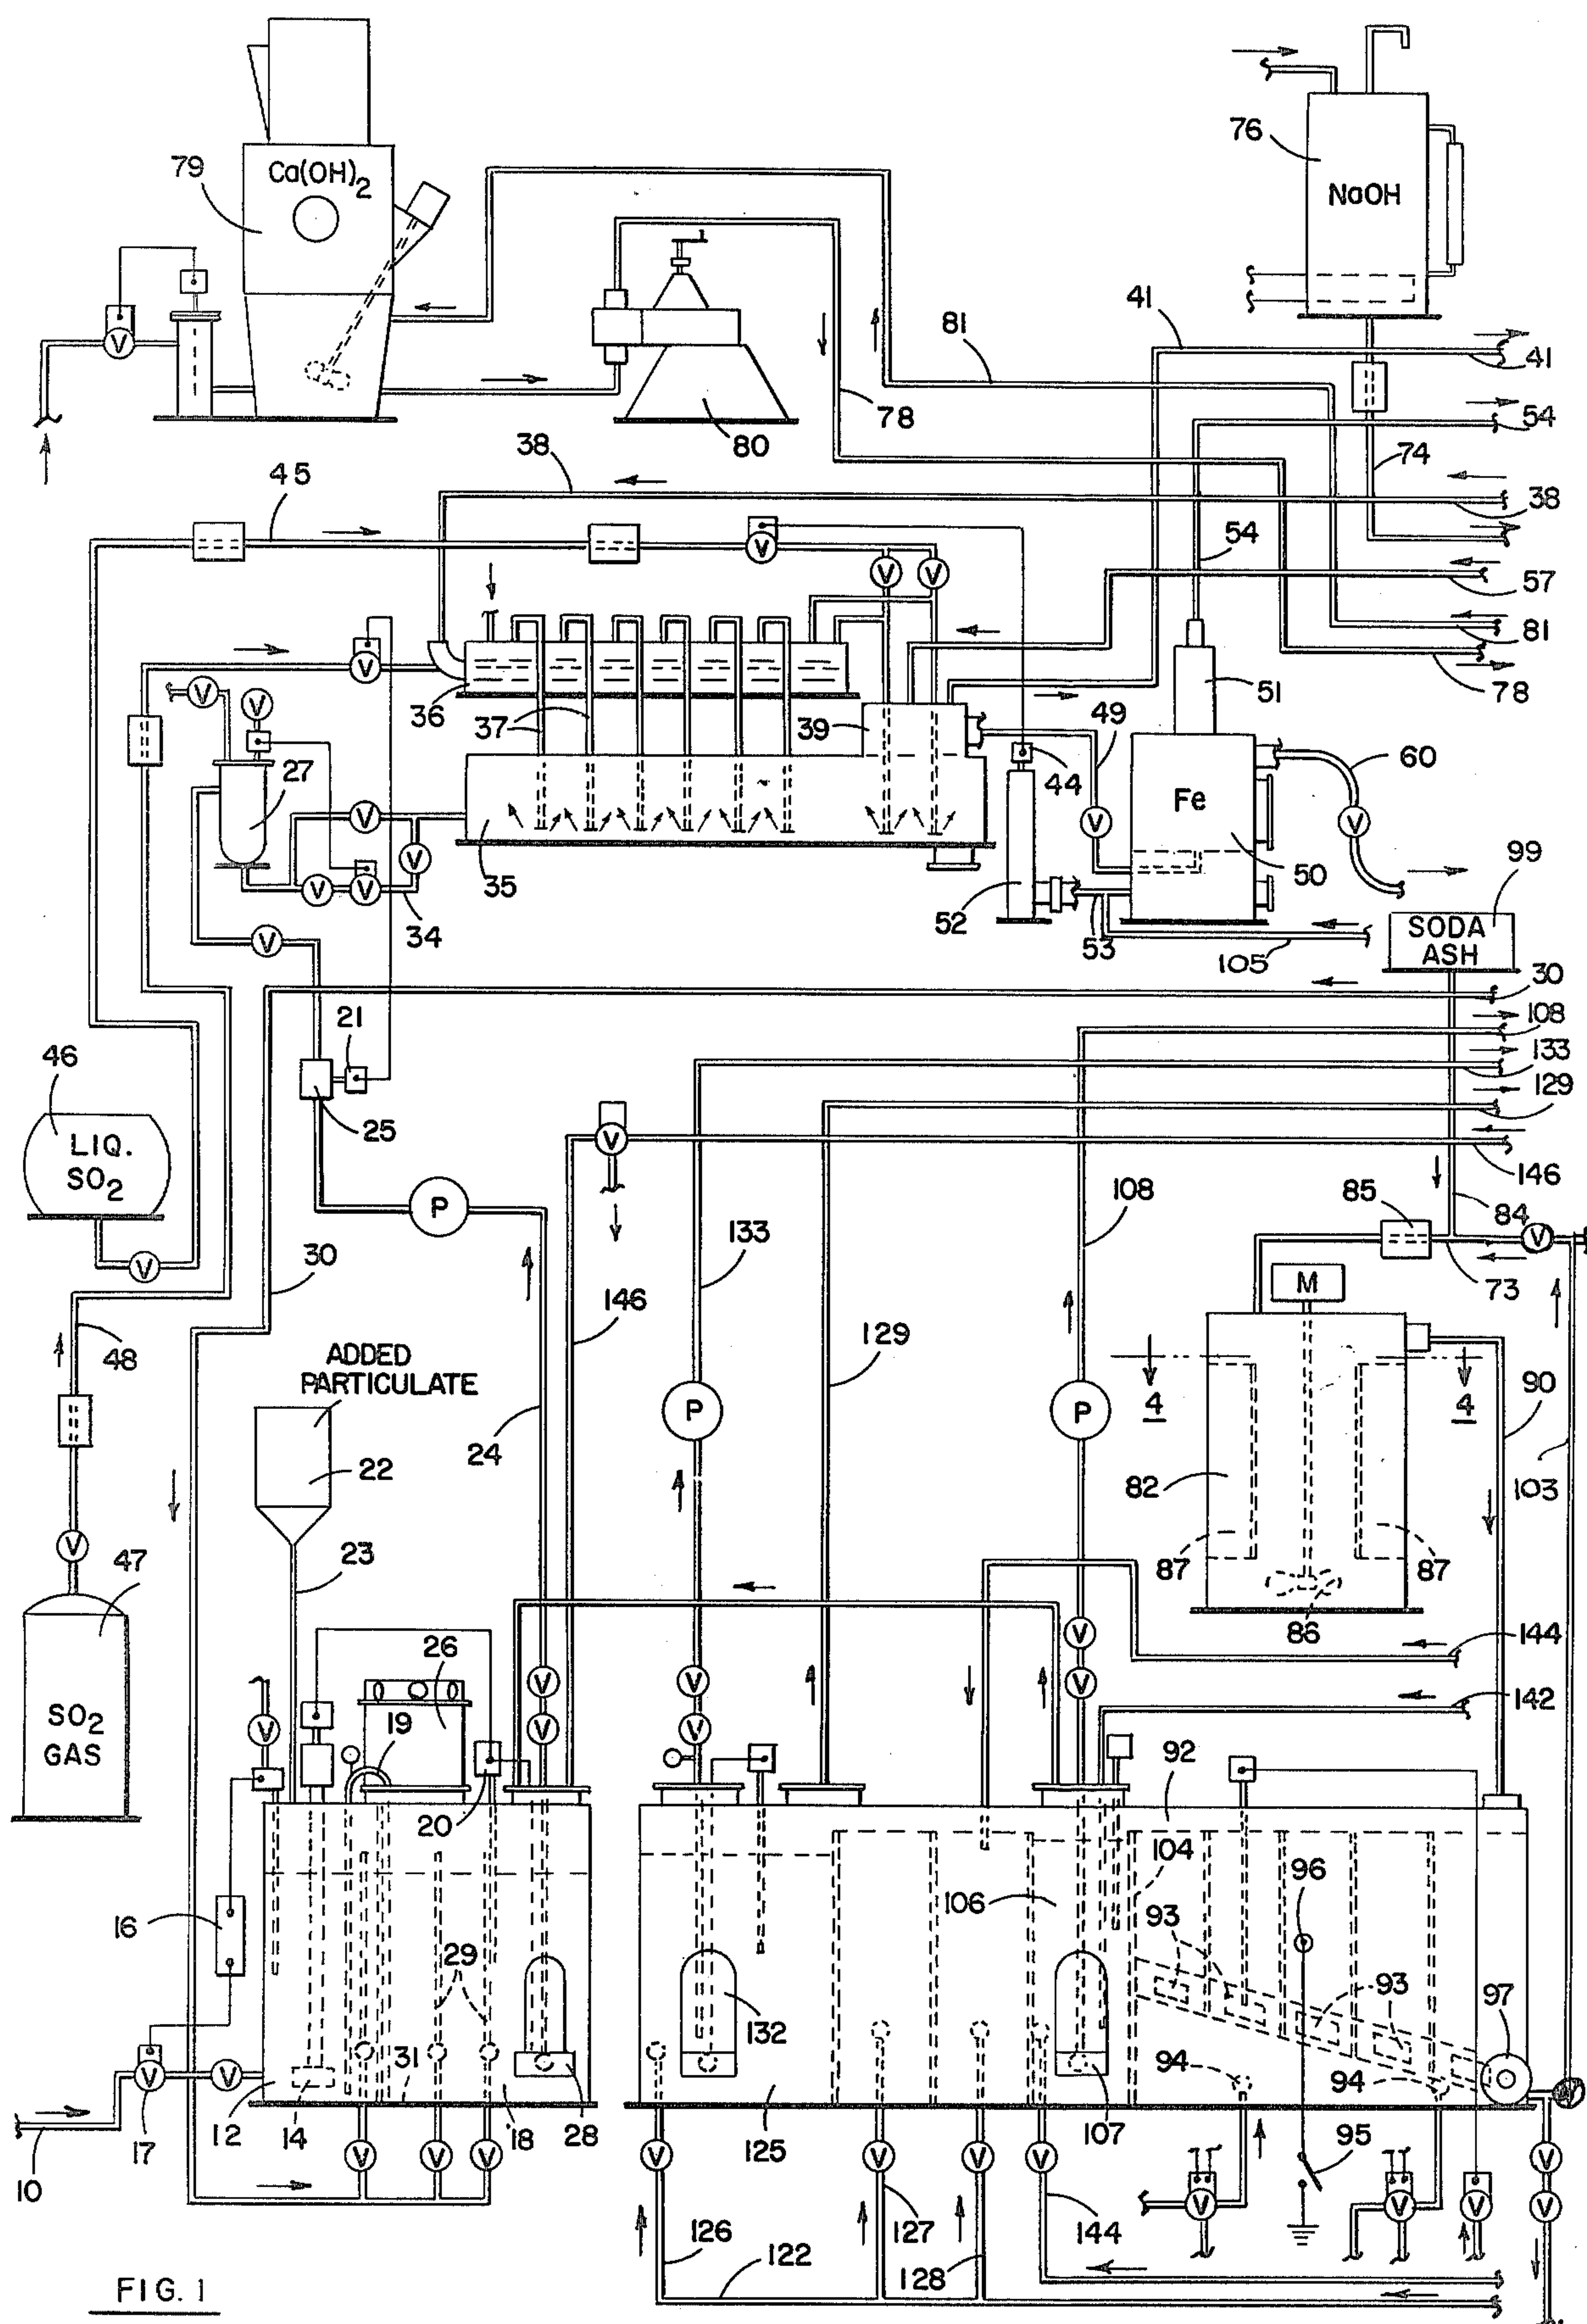 79
Ca(OH)2
76
NaOH
V
80
78
81
41
41
54
74
38
45
38
54
57
V
V
V
81
78
V
V
V
36
37
39
44
49
51
60
27
V
V
V
Fe
V
35
V
V
34
52
53
50
105
99
SODA
ASH
V
30
21
108
25
133
129
146
46
LIQ.
SO2
V
P
30
133
108
85
84
V
73
M
48
146
129
ADDED
PARTICULATE
24
P
P
4
4
90
22
82
103
V
47
23
87
87
86
144
26
V
V
V
V
142
SO2
GAS
V
19
V
V
20
92
104
96
106
93
16
29
93
97
132
31
94
94
V
V
10
17
12
14
18
28
125
107
95
V
V
V
V
V
V
V
V
V
V
V
V
126
127
144
122
128
FIG. 1